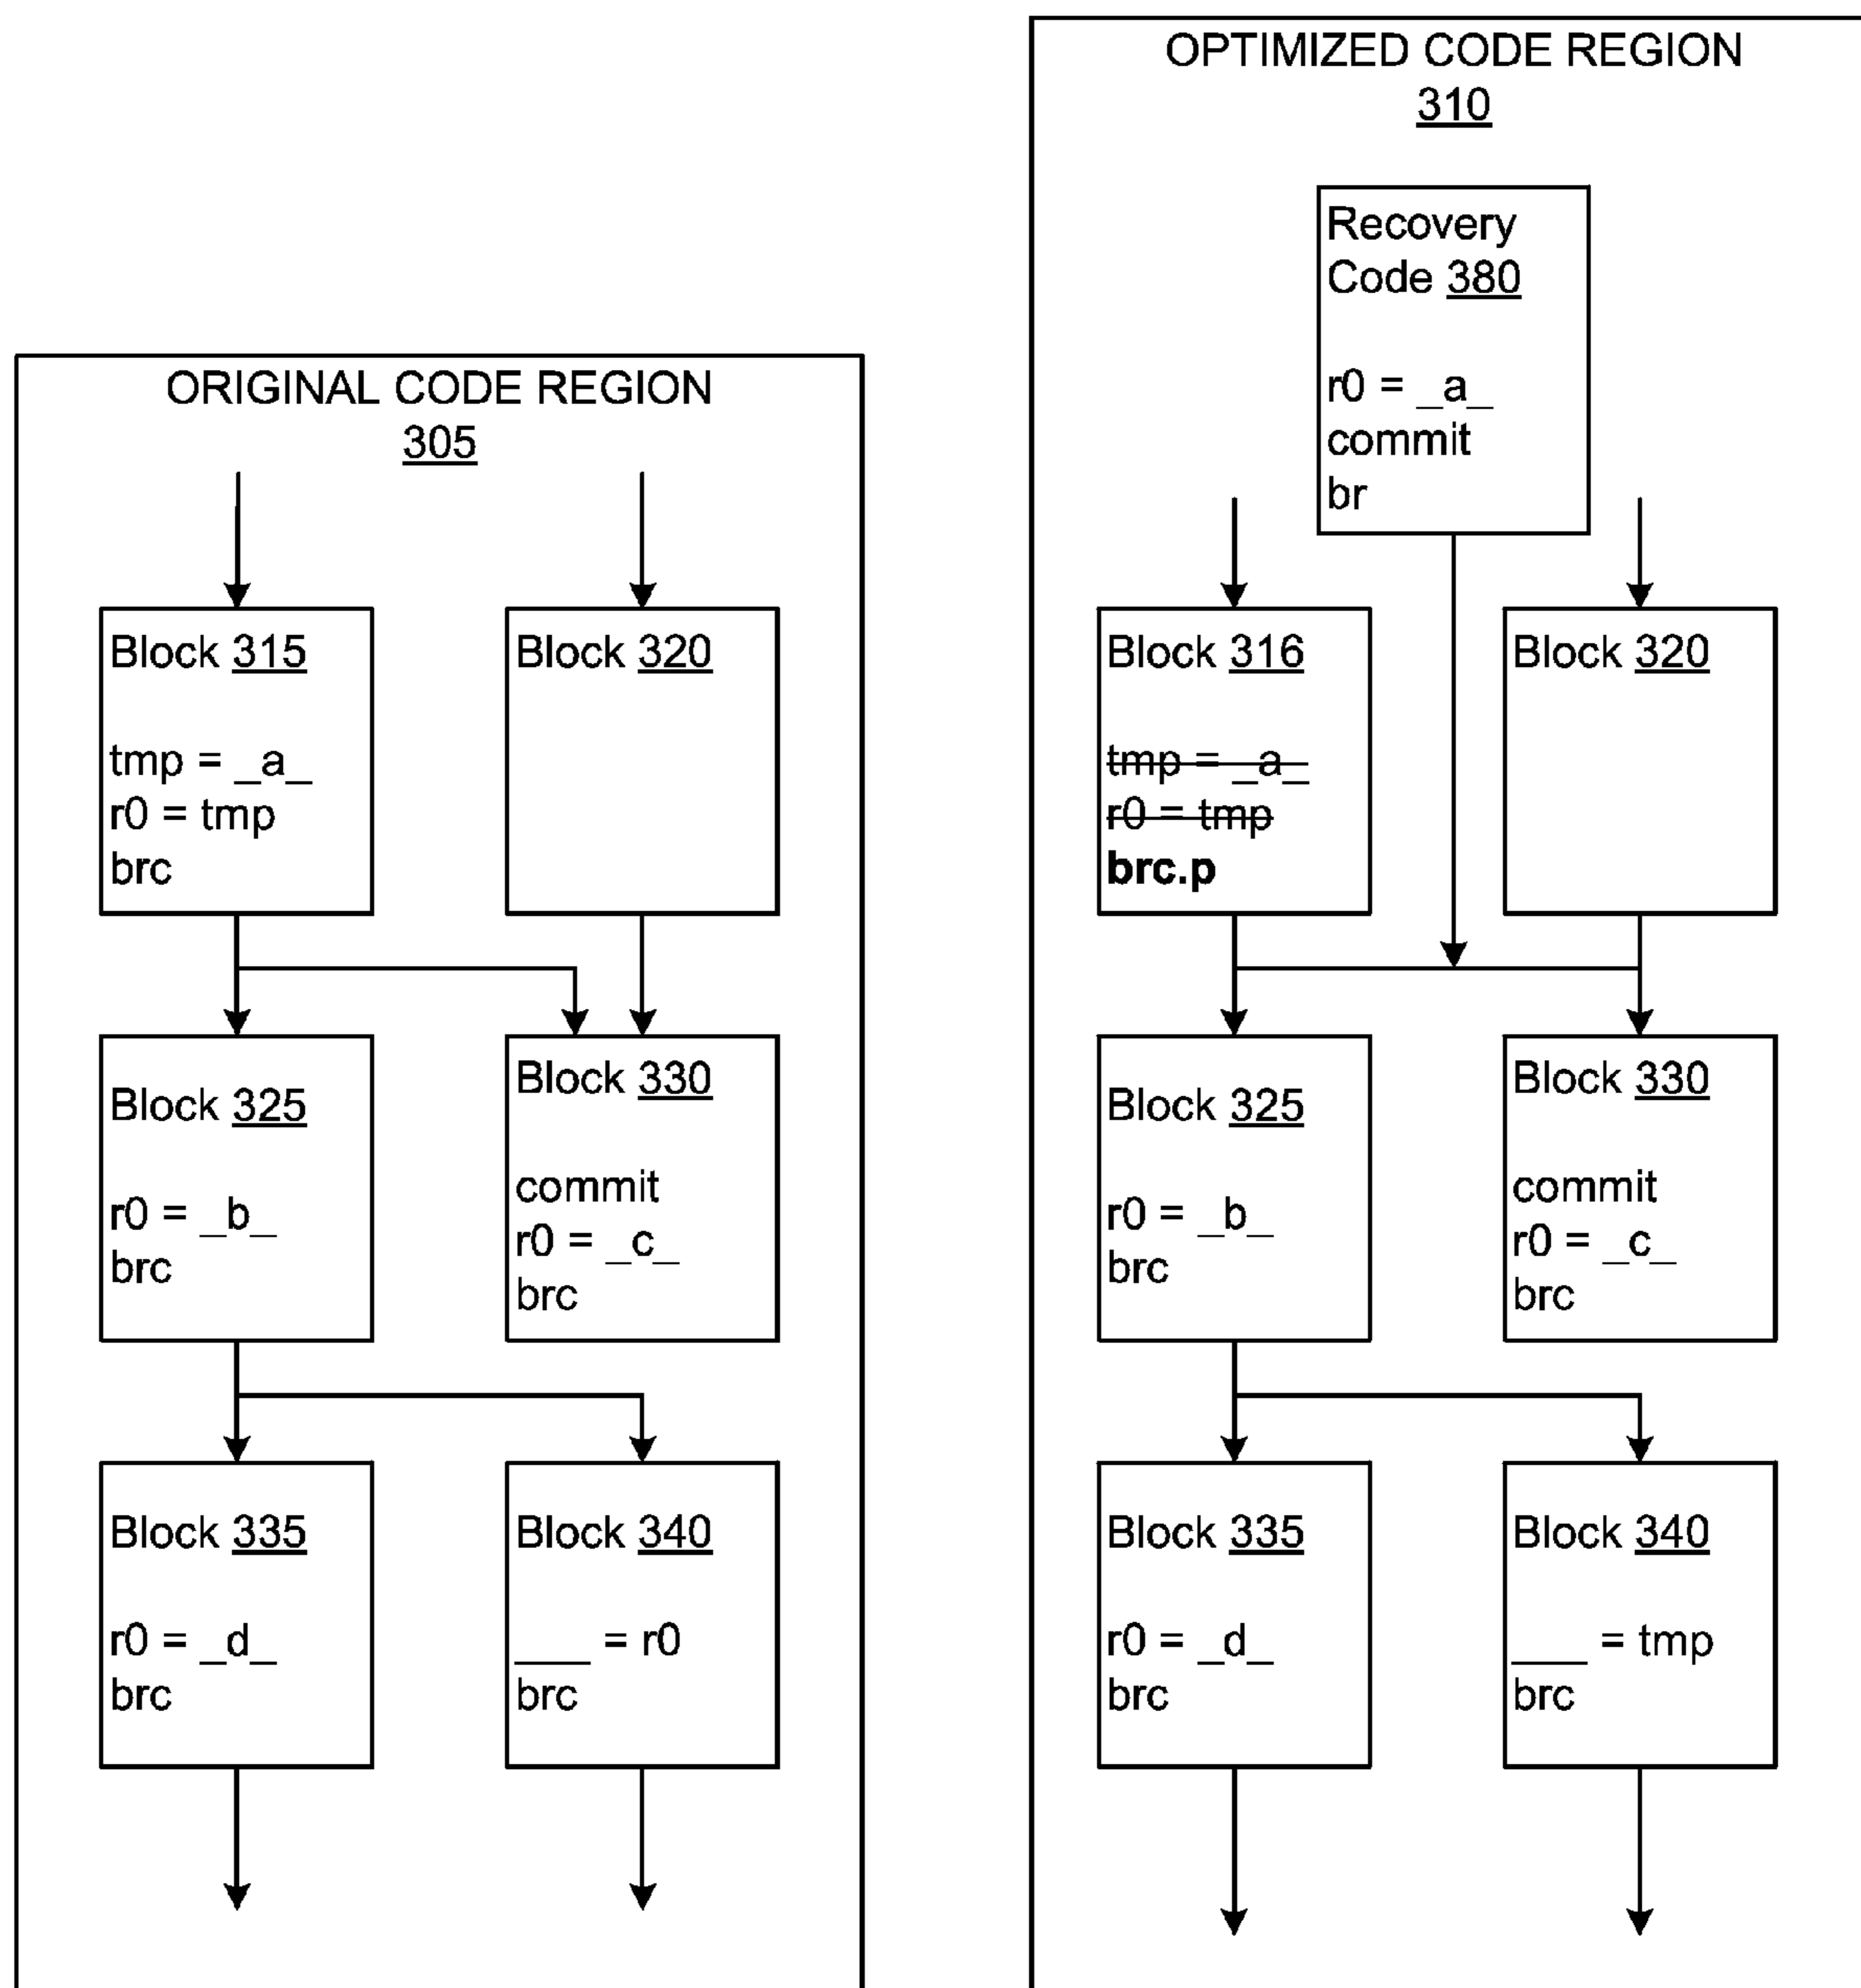 ORIGINAL CODE REGION
305
Block 315
tmp = _a_
r0 = tmp
brc
Block 320
Block 325
r0 = _b_
brc
Block 330
commit
r0 = _c_
brc
Block 335
r0 = _d_
brc
Block 340
___ = r0
brc
OPTIMIZED CODE REGION
310
Recovery
Code 380
r0 = _a_
commit
br
Block 316
tmp = _a_
r0 = tmp
brc.p
Block 320
Block 325
r0 = _b_
brc
Block 330
commit
r0 = _c_
brc
Block 335
r0 = _d_
brc
Block 340
___ = tmp
brc